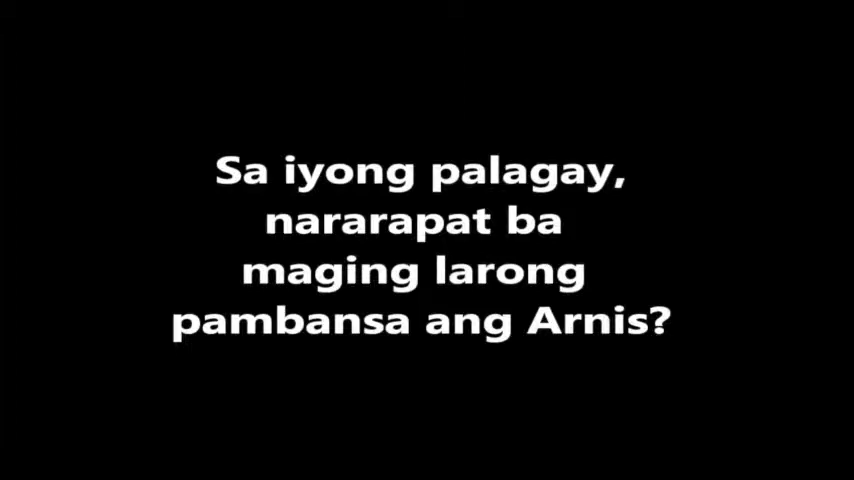 Sa iyong palagay,
nararapat ba
maging larong
pambansa ang Arnis?